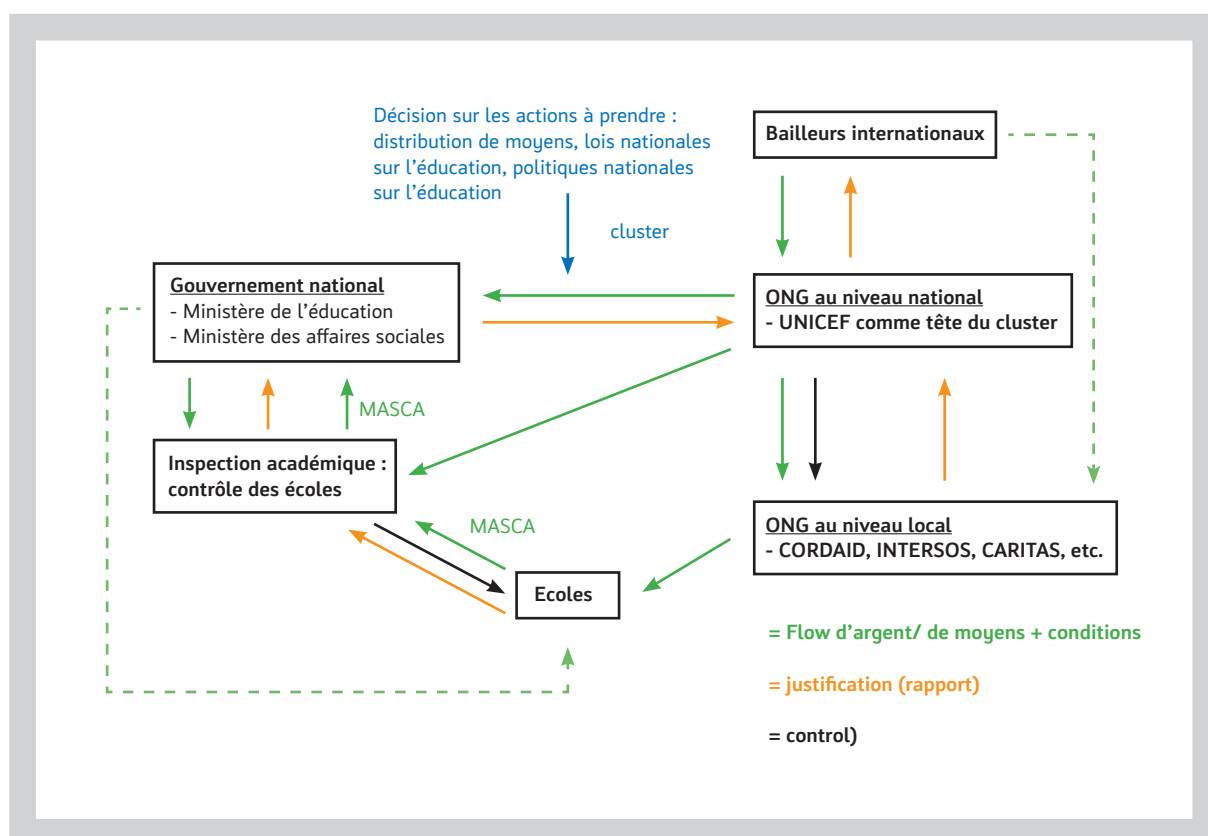 Décision sur les actions à prendre :
distribution de moyens, lois nationales
sur l’éducation, politiques nationales
sur l’éducation
cluster
Bailleurs internationaux
Gouvernement national
- Ministère de l’éducation
- Ministère des affaires sociales
ONG au niveau national
- UNICEF comme tête du cluster
MASCA
Inspection académique :
contrôle des écoles
MASCA
Ecoles
ONG au niveau local
- CORDAID, INTERSOS, CARITAS, etc.
= Flow d’argent/ de moyens + conditions
= justification (rapport)
= control)